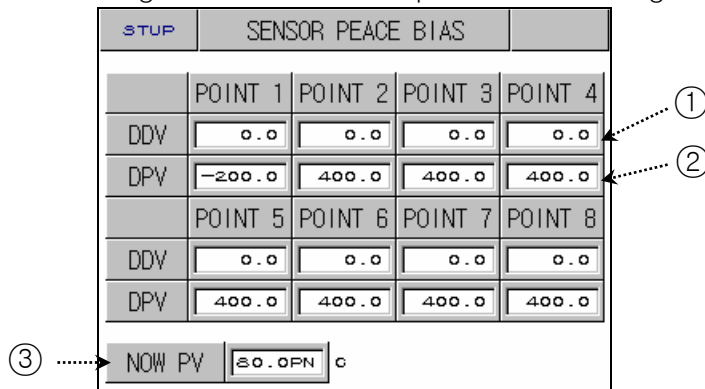 STUP SENSOR PEACE BIAS
POINT 1 POINT 2 POINT 3 POINT 4
DDV 0.0 0.0 0.0 0.0 ①
DPV -200.0 400.0 400.0 400.0 ②
POINT 5 POINT 6 POINT 7 POINT 8
DDV 0.0 0.0 0.0 0.0
DPV 400.0 400.0 400.0 400.0
③ NOW PV 80.0PN C